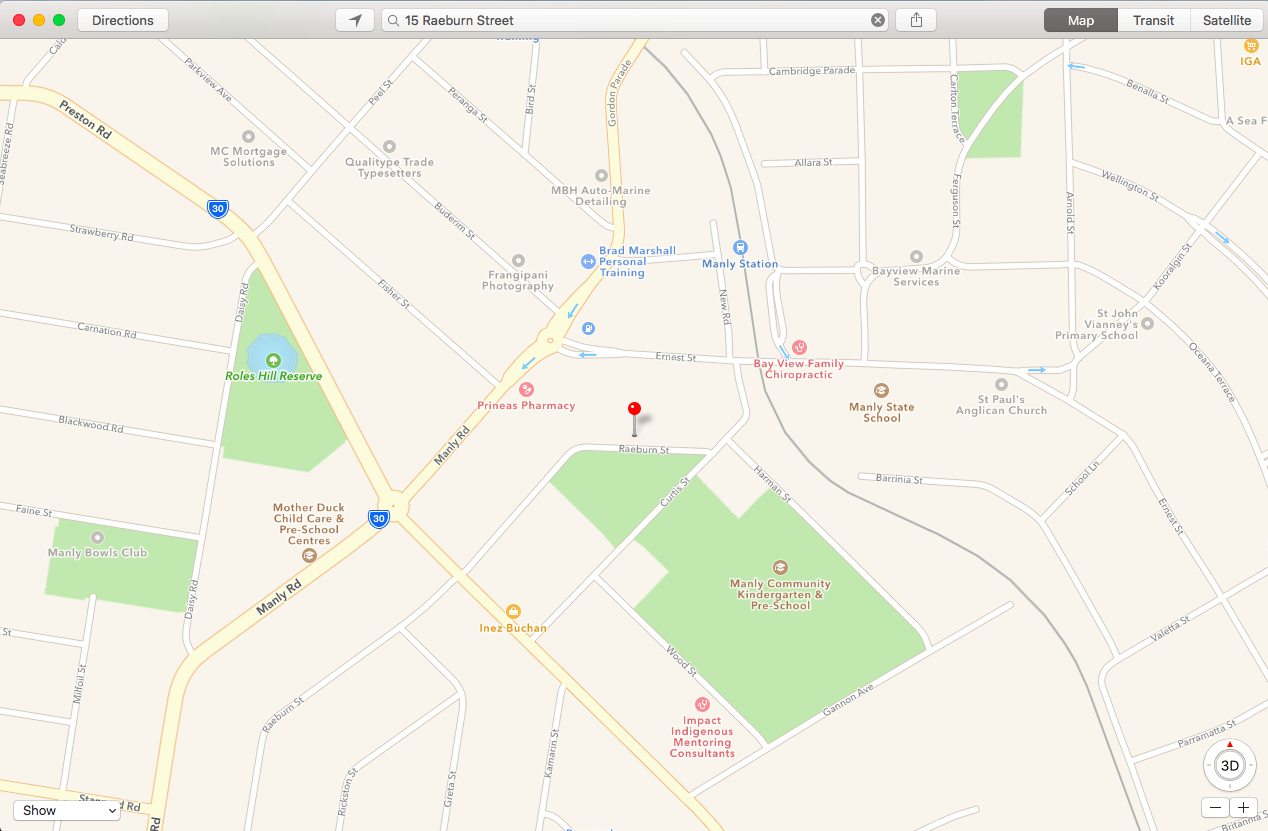 Directions
15 Raeburn Street
Map
Transit
Satellite
IGA
Parkview Ave
Peel St
Peranga St
Bird St
Gordon Parade
Cambridge Parade
Carlton Terrace
Benalla St
A Sea F
Preston Rd
Seabreeze Rd
MC Mortgage
Solutions
Qualitype Trade
Typesetters
Allara St
MBH Auto-Marine
Detailing
Wellington St
Ferguson St
Arnold St
30
Strawberry Rd
Buderim St
Brad Marshall
Personal
Training
Manly Station
Frangipani
Photography
Bayview Marine
Services
Kooralgin St
Daisy Rd
Fisher St
New Rd
St John
Vianney's
Primary School
Carnation Rd
Ernest St
Bay View Family
Chiropractic
Oceana Terrace
Roles Hill Reserve
Prineas Pharmacy
Manly State
School
St Paul's
Anglican Church
Blackwood Rd
Manly Rd
Raeburn St
Curtis St
Harman St
Barrinia St
School Ln
Ernest St
Faine St
Mother Duck
Child Care &
Pre-School
Centres
30
Manly Bowls Club
Daisy Rd
Manly Rd
Manly Community
Kindergarten &
Pre-School
Inez Buchan
Valetta St
St
Milfoil St
Wood St
Raeburn St
Gannon Ave
Impact
Indigenous
Mentoring
Consultants
Kamarin St
Parramatta St
3D
Rickston St
Greta St
Show
Rd
Rd
Britannia S